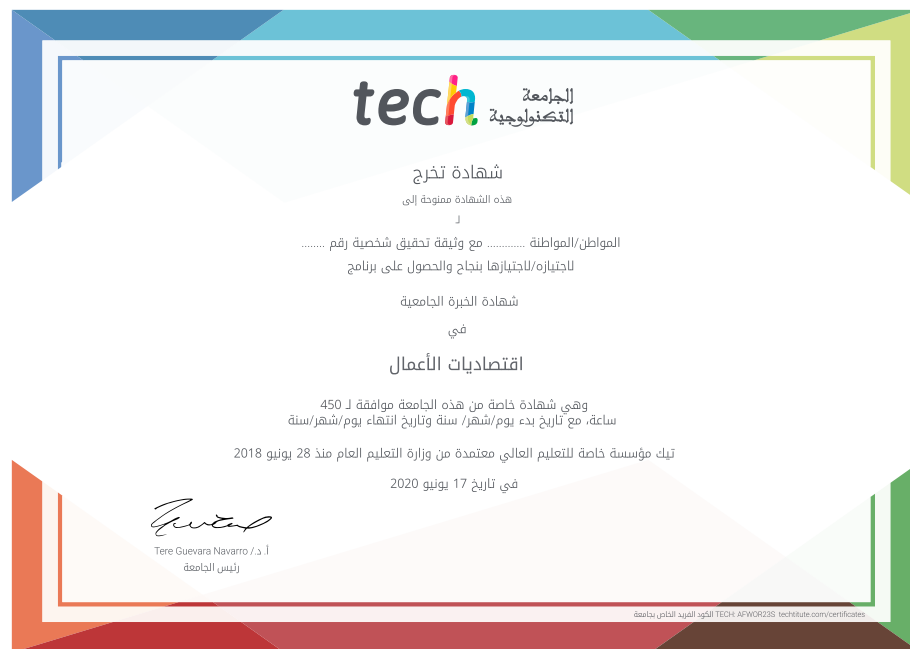 tech الجامعة
التكنولوجية
شهادة تخرج
هذه الشهادة ممنوحة إلى
لـ
المواطن/المواطنة ............. مع وثيقة تحقيق شخصية رقم ........
لاجتيازه/لاجتيازها بنجاح والحصول على برنامج
شهادة الخبرة الجامعية
في
اقتصاديات الأعمال
وهي شهادة خاصة من هذه الجامعة موافقة لـ 450
ساعة، مع تاريخ بدء يوم/شهر/ سنة وتاريخ انتهاء يوم/شهر/سنة
تيك مؤسسة خاصة للتعليم العالي معتمدة من وزارة التعليم العام منذ 28 يونيو 2018
في تاريخ 17 يونيو 2020
أ. د./ Tere Guevara Navarro
رئيس الجامعة
الكود الفريد الخاص بجامعة TECH: AFWOR23S techtitute.com/certificates